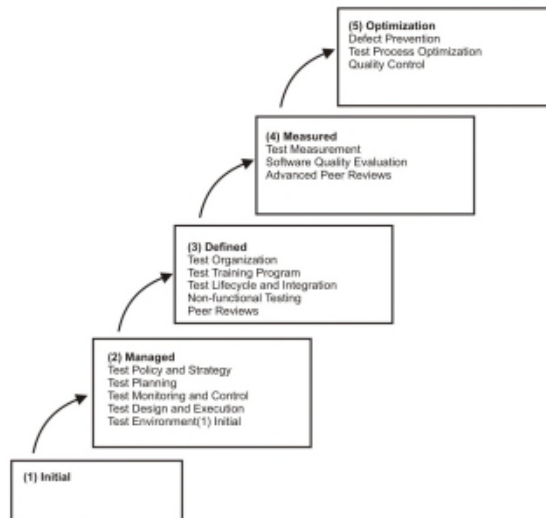 (5) Optimization
Defect Prevention
Test Process Optimization
Quality Control
(4) Measured
Test Measurement
Software Quality Evaluation
Advanced Peer Reviews
(3) Defined
Test Organization
Test Training Program
Test Lifecycle and Integration
Non-functional Testing
Peer Reviews
(2) Managed
Test Policy and Strategy
Test Planning
Test Monitoring and Control
Test Design and Execution
Test Environment(1) Initial
(1) Initial